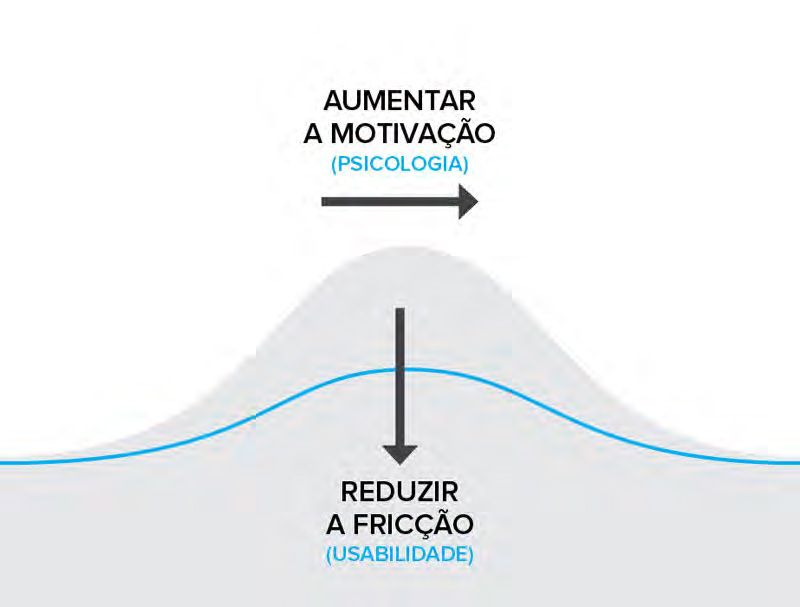 AUMENTAR
A MOTIVAÇÃO
(PSICOLOGIA)
REDUZIR
A FRICÇÃO
(USABILIDADE)